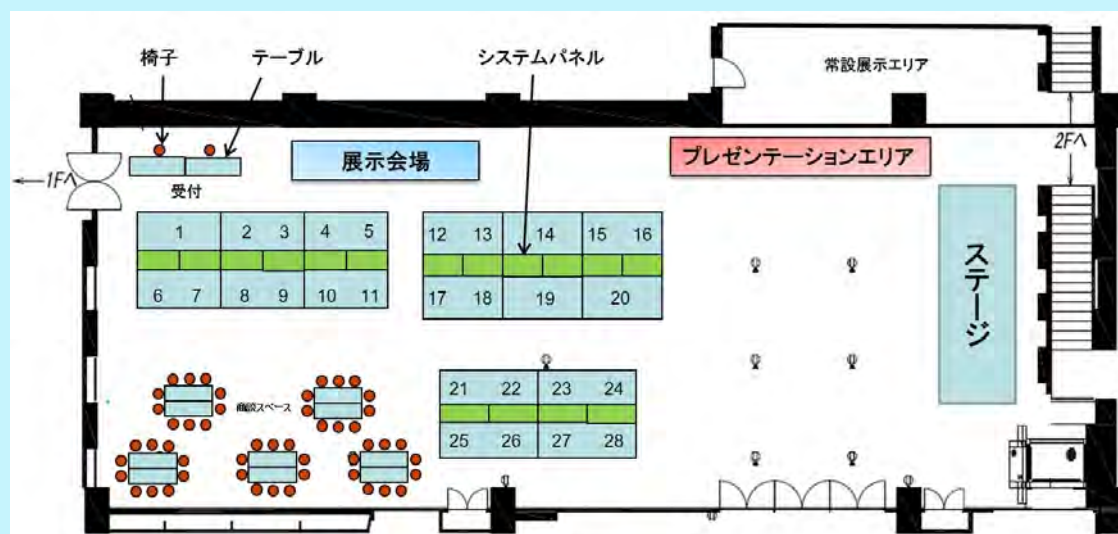 椅子 テーブル システムパネル
常設展示エリア
展示会場 プレゼンテーションエリア
2Fへ
1Fへ
受付
1 2 3 4 5
12 13 14 15 16
6 7 8 9 10 11
17 18 19 20
ステージ
21 22 23 24
商談スペース
25 26 27 28